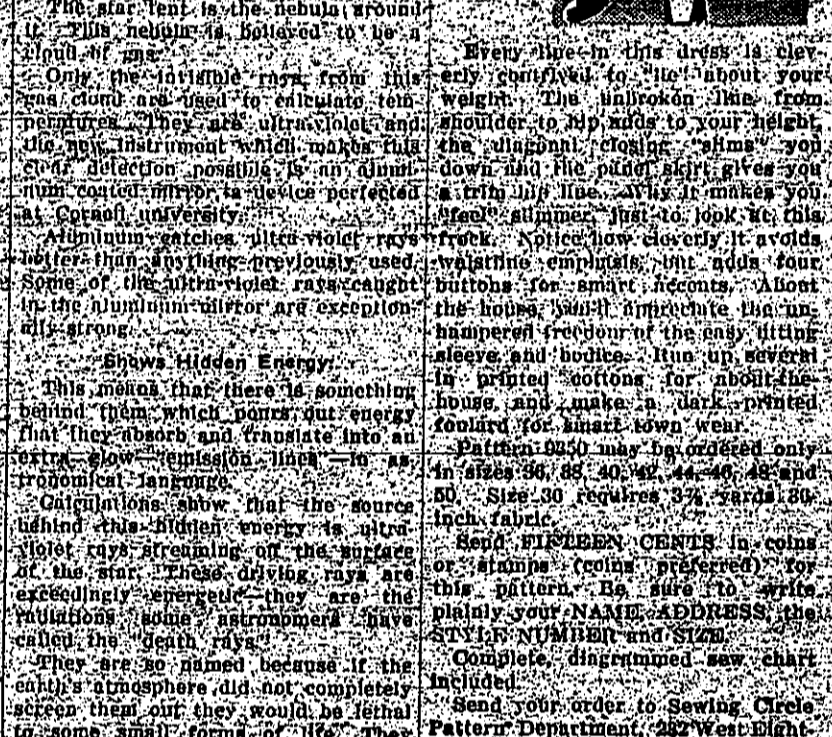 The star tent is the nebula around
it. This nebula is believed to be a
cloud of gas.
Only the invisible rays from this
gas cloud are used to calculate tem-
peratures. They are ultra-violet and
the new instrument which makes this
clear detection possible is an alumi-
num coated mirror—a device perfected
at Cornell university.
Aluminum catches ultra-violet rays
better than anything previously used.
Some of the ultra-violet rays caught
in the aluminum mirror are exception-
ally strong.
Shows Hidden Energy.
This means that there is something
behind them which pours out energy
that they absorb and translate into an
extra glow—"emission lines"—in as-
tronomical language.
Calculations show that the source
behind this hidden energy is ultra-
violet rays streaming off the surface
of the star. These driving rays are
exceedingly energetic—they are the
radiations some astronomers have
called the "death rays."
They are so named because if the
earth's atmosphere did not completely
screen them out they would be lethal
to some small forms of life. They
Every line in this dress is clev-
erly contrived to "lie" about your
weight. The unbroken line from
shoulder to hip adds to your height,
the diagonal closing "slims" you
down and the panel skirt gives you
a trim hip line. Why it makes you
"feel" slimmer, just to look at this
frock. Notice how cleverly it avoids
waistline emphasis, but adds four
buttons for smart accents. About
the house, you'll appreciate the un-
hampered freedom of the easy fitting
sleeve and bodice. Run up several
in printed cottons for about-the-
house, and make a dark printed
foulard for smart town wear.
Pattern 9350 may be ordered only
in sizes 36, 38, 40, 42, 44, 46, 48 and
50. Size 36 requires 3¾ yards 36-
inch fabric.
Send FIFTEEN CENTS in coins
or stamps (coins preferred) for
this pattern. Be sure to write
plainly your NAME, ADDRESS, the
STYLE NUMBER and SIZE.
Complete, diagrammed sew chart
included.
Send your order to Sewing Circle
Pattern Department, 232 West Eight-